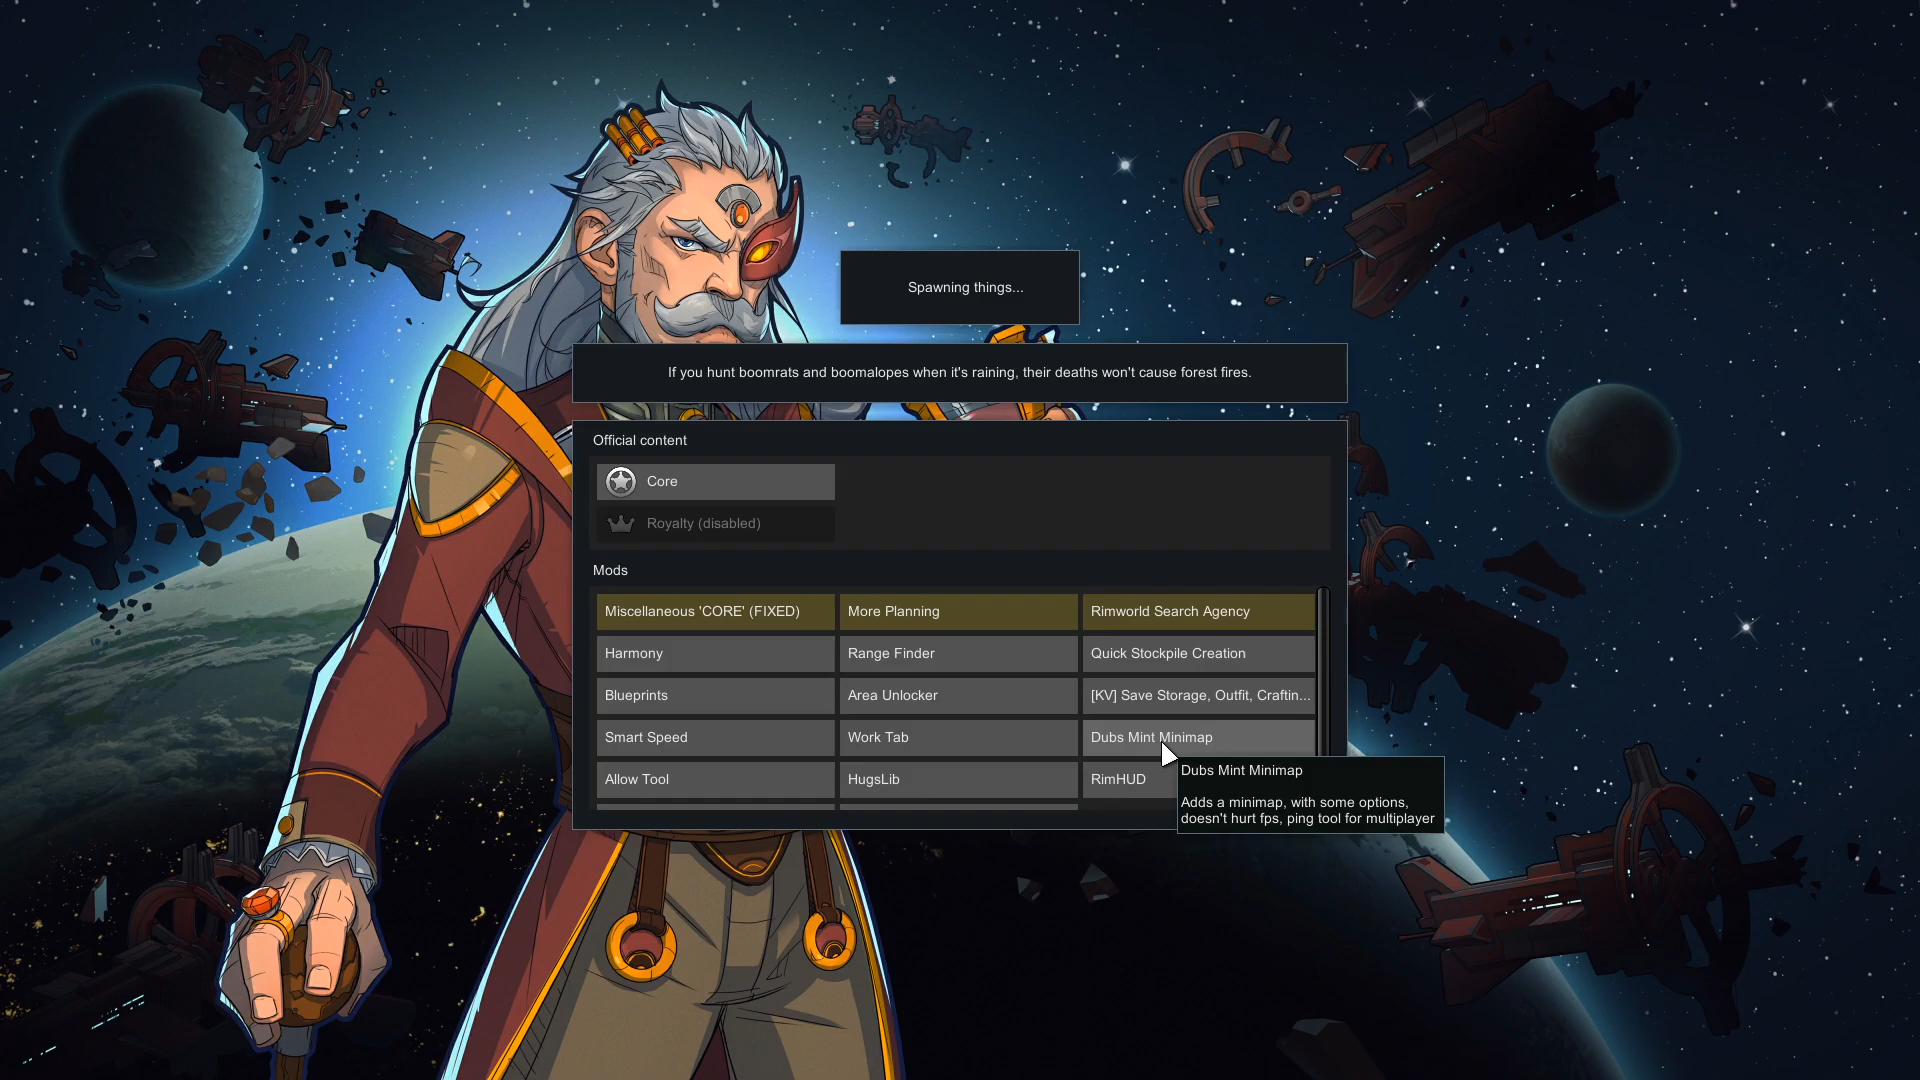 Spawning things...
If you hunt boomrats and boomalopes when it's raining, their deaths won't cause forest fires.
Official content
Core
Royalty (disabled)
Mods
Miscellaneous 'CORE' (FIXED)
More Planning
Rimworld Search Agency
Harmony
Range Finder
Quick Stockpile Creation
Blueprints
Area Unlocker
[KV] Save Storage, Outfit, Craftin...
Smart Speed
Work Tab
Dubs Mint Minimap
Allow Tool
HugsLib
RimHUD
Dubs Mint Minimap
Adds a minimap, with some options,
doesn't hurt fps, ping tool for multiplayer